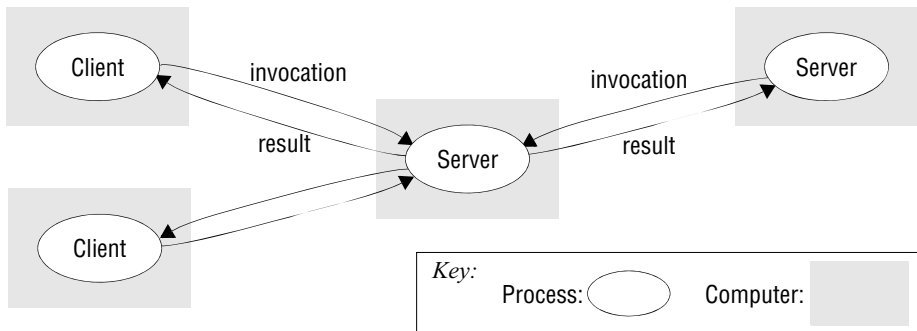 Client
invocation
result
Server
invocation
result
Server
Client
Key:
Process:
Computer: